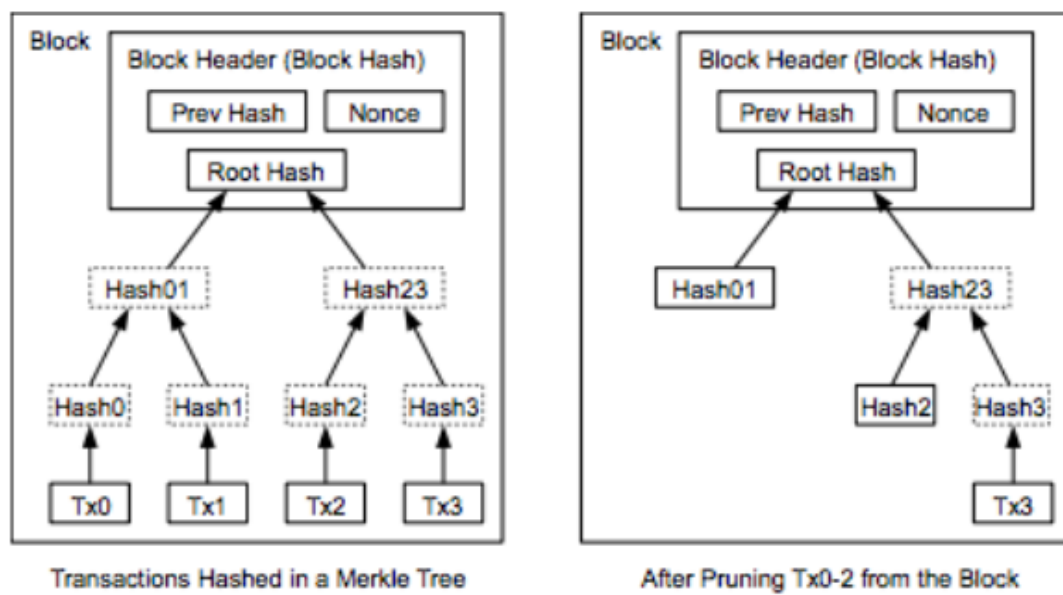 Block
Block Header (Block Hash)
Prev Hash
Nonce
Root Hash
Hash01
Hash23
Hash0
Hash1
Hash2
Hash3
Tx0
Tx1
Tx2
Tx3
Transactions Hashed in a Merkle Tree
Block
Block Header (Block Hash)
Prev Hash
Nonce
Root Hash
Hash01
Hash23
Hash2
Hash3
Tx3
After Pruning Tx0-2 from the Block